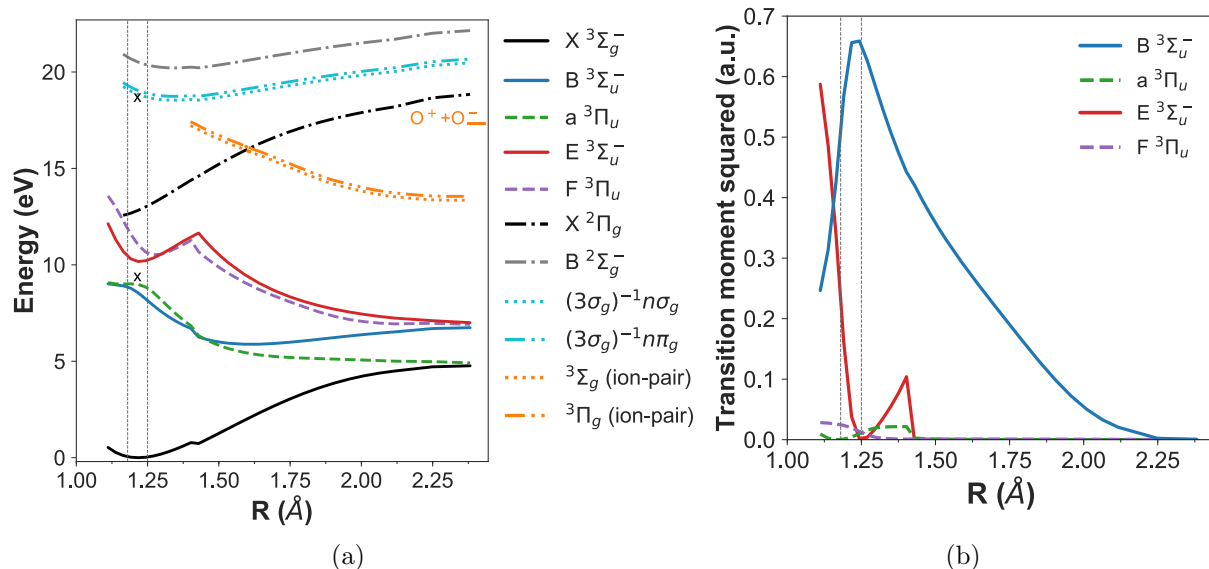 Energy (eV)
20
15
10
5
0
1.00 1.25 1.50 1.75 2.00 2.25
R (Å)
x
x
O⁺+O⁻
X ³Σg⁻
B ³Σu⁻
a ³Πu
E ³Σu⁻
F ³Πu
X ²Πg
B ²Σg⁻
(3σg)⁻¹nσg
(3σg)⁻¹nπg
³Σg (ion-pair)
³Πg (ion-pair)
(a)
Transition moment squared (a.u.)
0.7
0.6
0.5
0.4
0.3
0.2
0.1
0.0
1.00 1.25 1.50 1.75 2.00 2.25
R (Å)
B ³Σu⁻
a ³Πu
E ³Σu⁻
F ³Πu
(b)